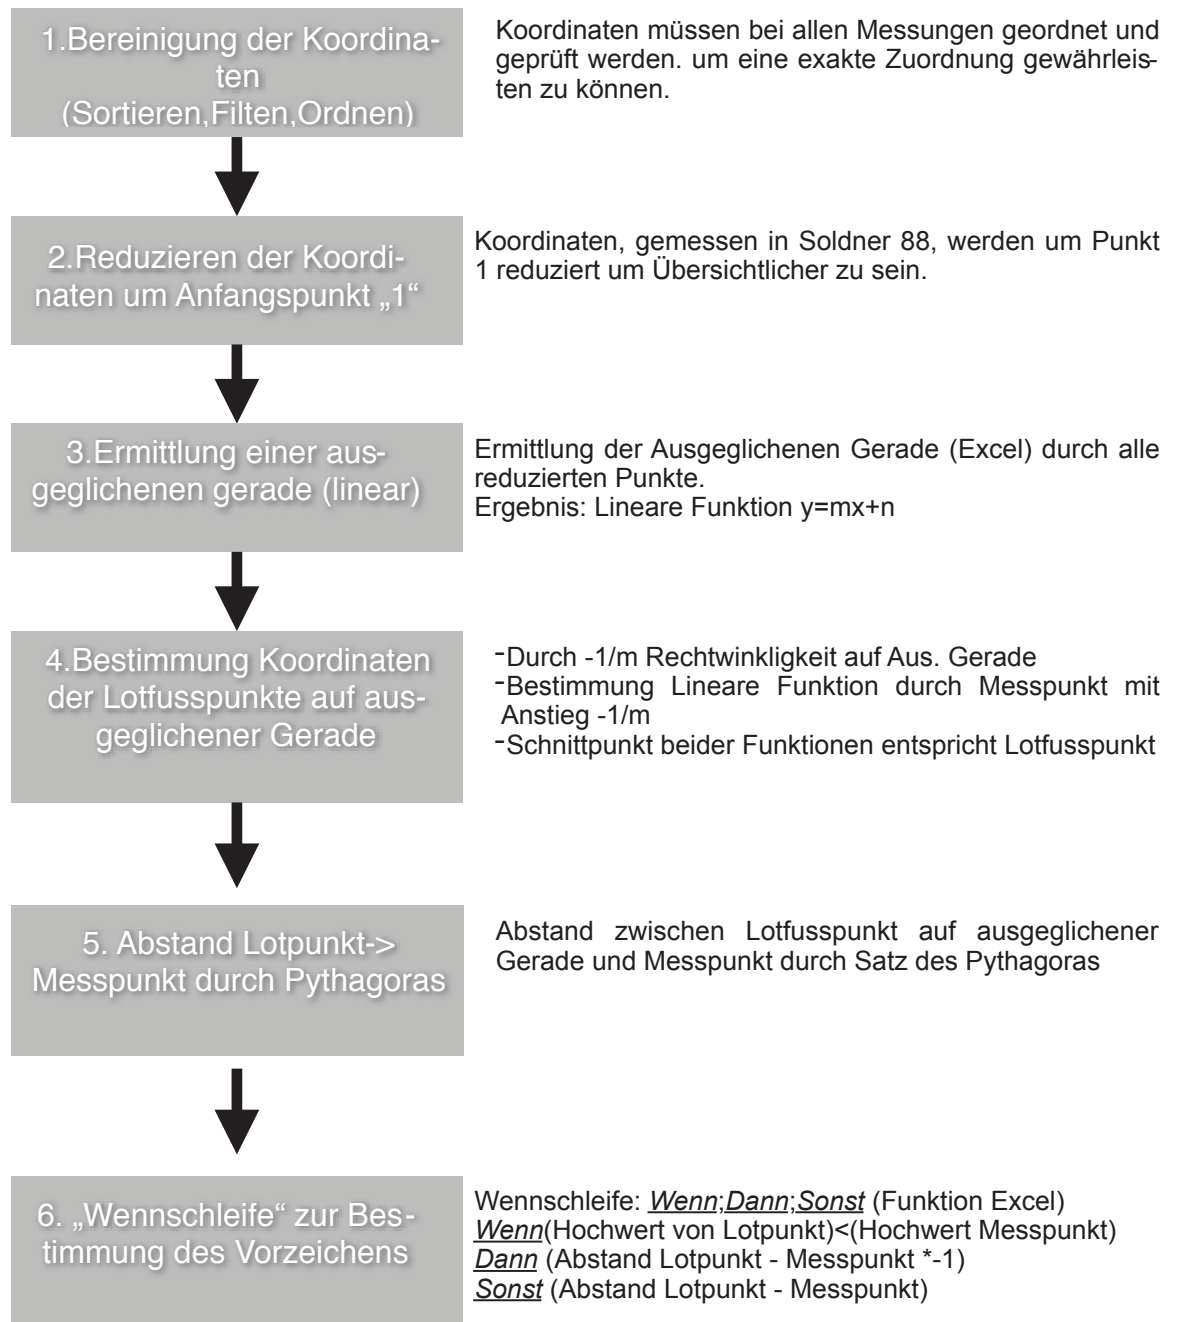 1.Bereinigung der Koordina-
ten
(Sortieren,Filten,Ordnen)
Koordinaten müssen bei allen Messungen geordnet und
geprüft werden. um eine exakte Zuordnung gewährleis-
ten zu können.
2.Reduzieren der Koordi-
naten um Anfangspunkt „1“
Koordinaten, gemessen in Soldner 88, werden um Punkt
1 reduziert um Übersichtlicher zu sein.
3.Ermittlung einer aus-
geglichenen gerade (linear)
Ermittlung der Ausgeglichenen Gerade (Excel) durch alle
reduzierten Punkte.
Ergebnis: Lineare Funktion y=mx+n
4.Bestimmung Koordinaten
der Lotfusspunkte auf aus-
geglichener Gerade
-Durch -1/m Rechtwinkligkeit auf Aus. Gerade
-Bestimmung Lineare Funktion durch Messpunkt mit
Anstieg -1/m
-Schnittpunkt beider Funktionen entspricht Lotfusspunkt
5. Abstand Lotpunkt->
Messpunkt durch Pythagoras
Abstand zwischen Lotfusspunkt auf ausgeglichener
Gerade und Messpunkt durch Satz des Pythagoras
6. „Wennschleife“ zur Bes-
timmung des Vorzeichens
Wennschleife: Wenn;Dann;Sonst (Funktion Excel)
Wenn(Hochwert von Lotpunkt)<(Hochwert Messpunkt)
Dann (Abstand Lotpunkt - Messpunkt *-1)
Sonst (Abstand Lotpunkt - Messpunkt)